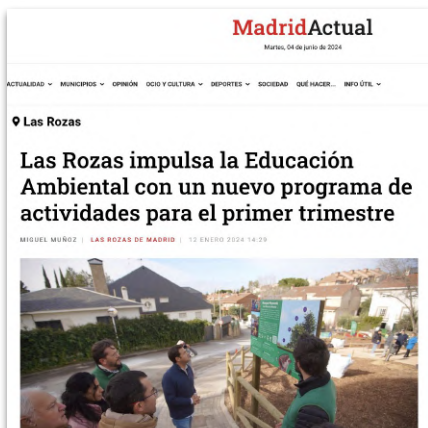 MadridActual
Martes, 04 de junio de 2024
ACTUALIDAD MUNICIPIOS OPINIÓN OCIO Y CULTURA DEPORTES SOCIEDAD QUÉ HACER... INFO ÚTIL
Las Rozas
Las Rozas impulsa la Educación
Ambiental con un nuevo programa de
actividades para el primer trimestre
MIGUEL MUÑOZ | LAS ROZAS DE MADRID | 12 ENERO 2024 14:29